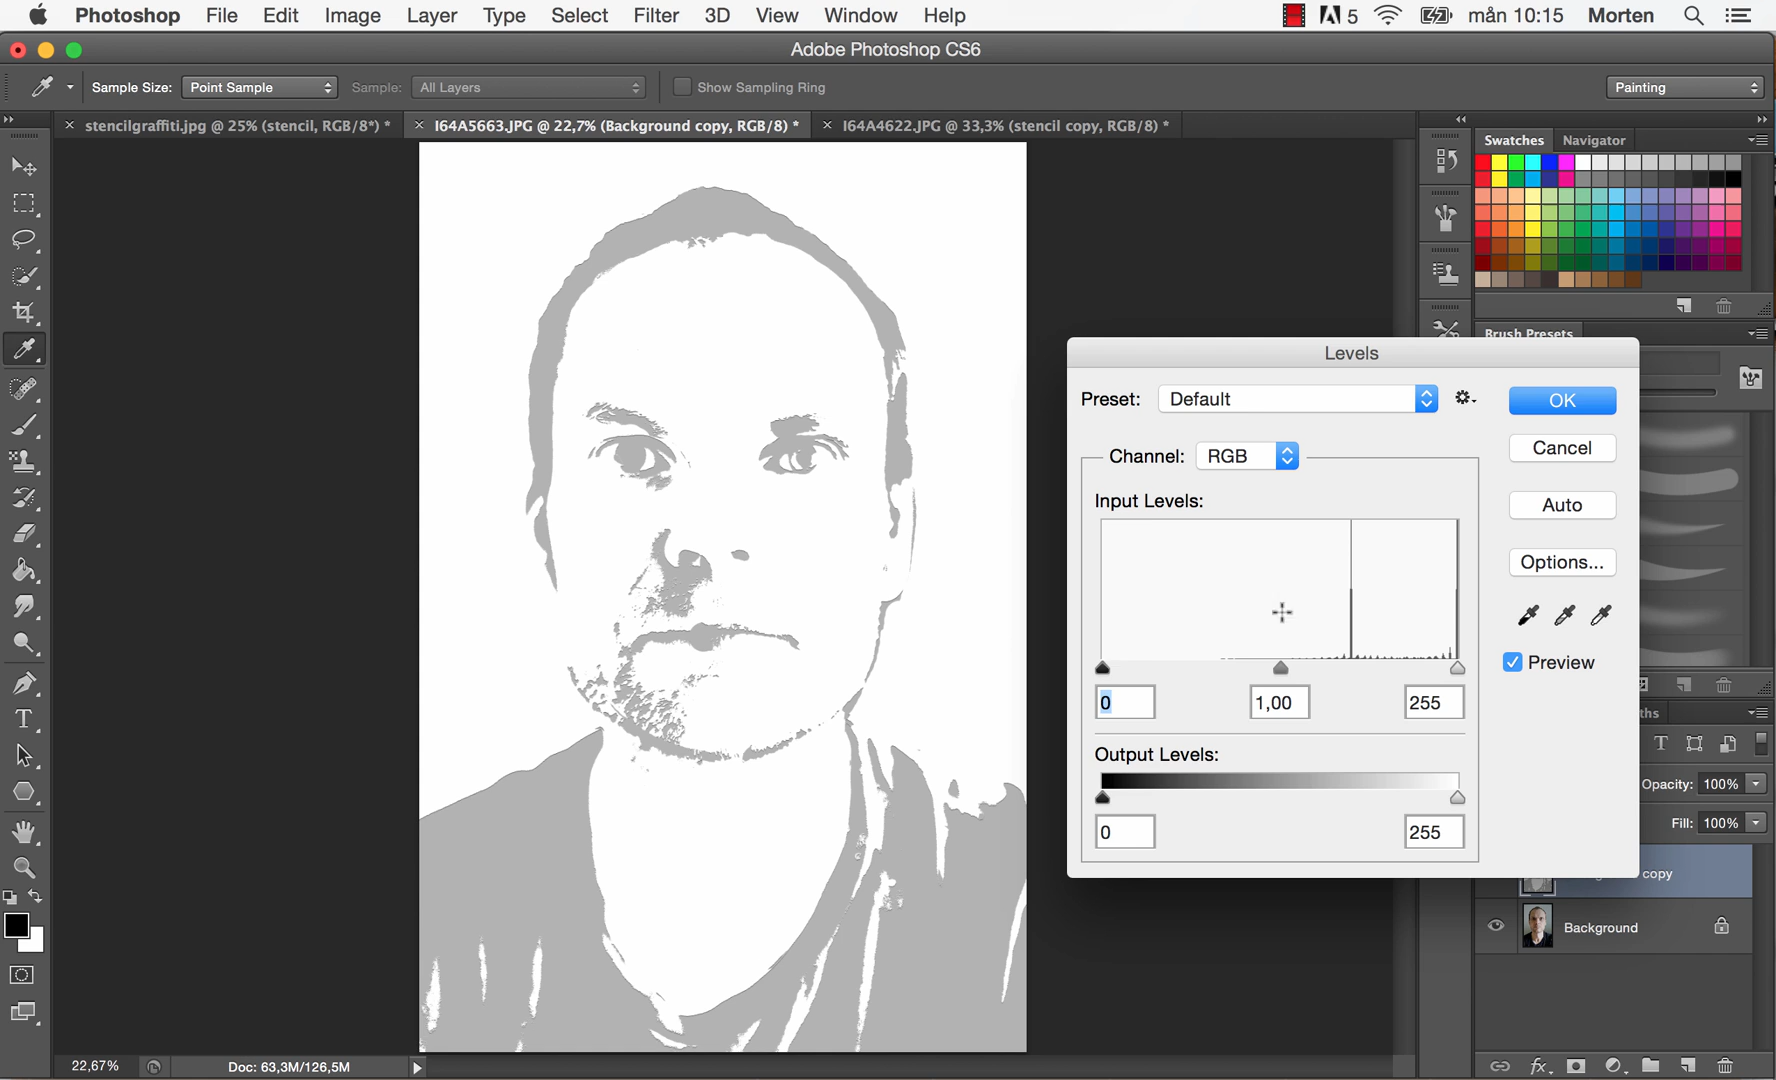 Photoshop File Edit Image Layer Type Select Filter 3D View Window Help 5 mån 10:15 Morten
Adobe Photoshop CS6
Sample Size: Point Sample Sample: All Layers Show Sampling Ring Painting
stencilgraffiti.jpg @ 25% (stencil, RGB/8*) * I64A5663.JPG @ 22,7% (Background copy, RGB/8) * I64A4622.JPG @ 33,3% (stencil copy, RGB/8) *
Swatches Navigator
Brush Presets
Levels
Preset: Default OK
Channel: RGB Cancel
Input Levels: Auto
Options...
Preview
0 1,00 255
Output Levels:
0 255
ths
Opacity: 100%
Fill: 100%
copy
Background
22,67% Doc: 63,3M/126,5M
fx